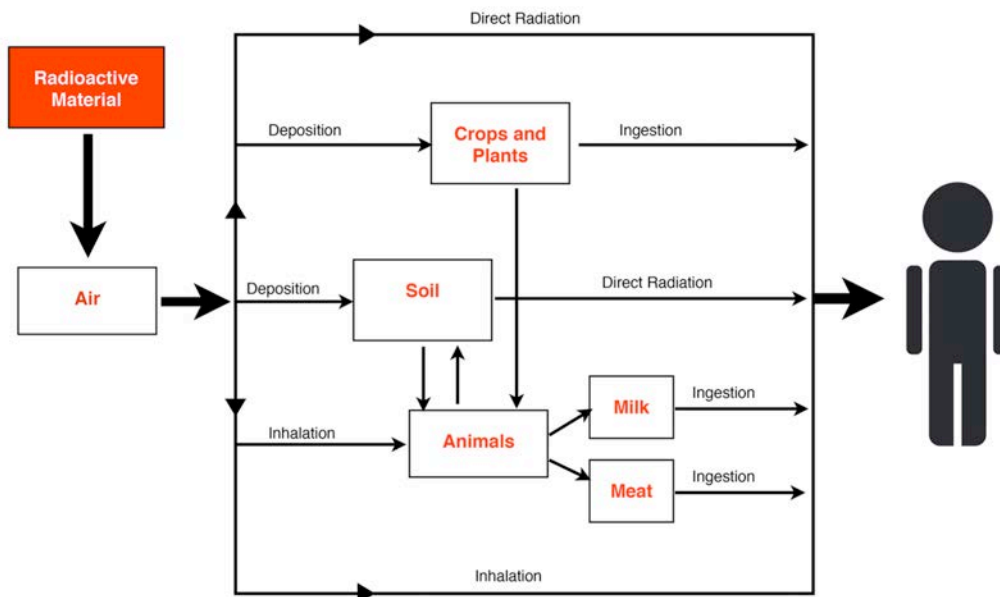 Direct Radiation
Radioactive
Material
Deposition
Crops and
Plants
Ingestion
Air
Deposition
Soil
Direct Radiation
Milk
Ingestion
Inhalation
Animals
Meat
Ingestion
Inhalation